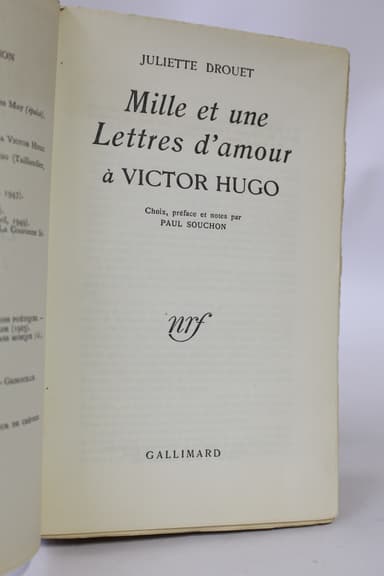 JULIETTE DROUET
Mille et une
Lettres d'amour
à VICTOR HUGO
Choix, préface et notes par
PAUL SOUCHON
nrf
GALLIMARD